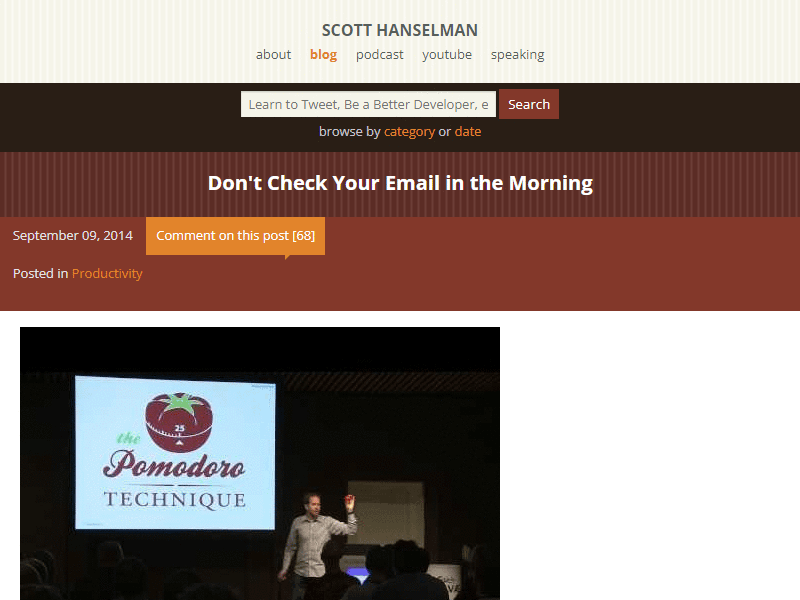 SCOTT HANSELMAN
about blog podcast youtube speaking
Learn to Tweet, Be a Better Developer, e
Search
browse by category or date
Don't Check Your Email in the Morning
September 09, 2014
Comment on this post [68]
Posted in Productivity
25
the
Pomodoro
TECHNIQUE